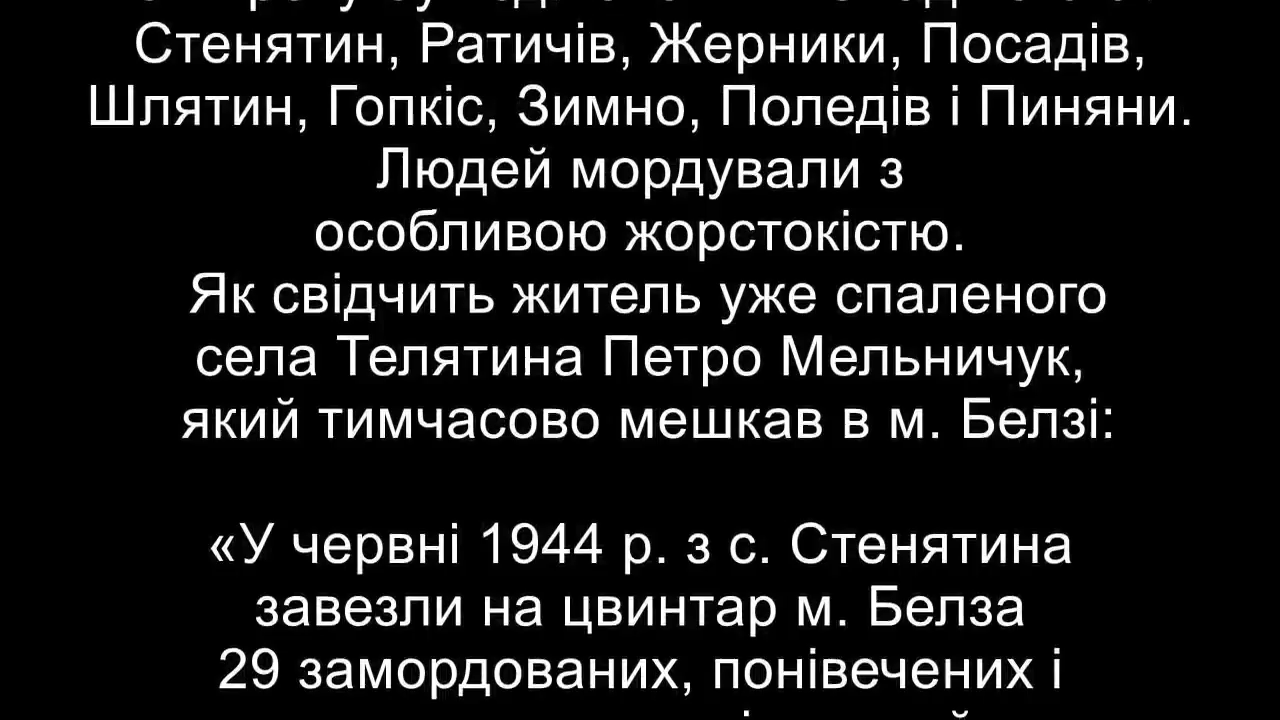 Стенятин, Ратичів, Жерники, Посадів,
Шлятин, Гопкіс, Зимно, Поледів і Пиняни.
Людей мордували з
особливою жорстокістю.
Як свідчить житель уже спаленого
села Телятина Петро Мельничук,
який тимчасово мешкав в м. Белзі:
«У червні 1944 р. з с. Стенятина
завезли на цвинтар м. Белза
29 замордованих, понівечених і